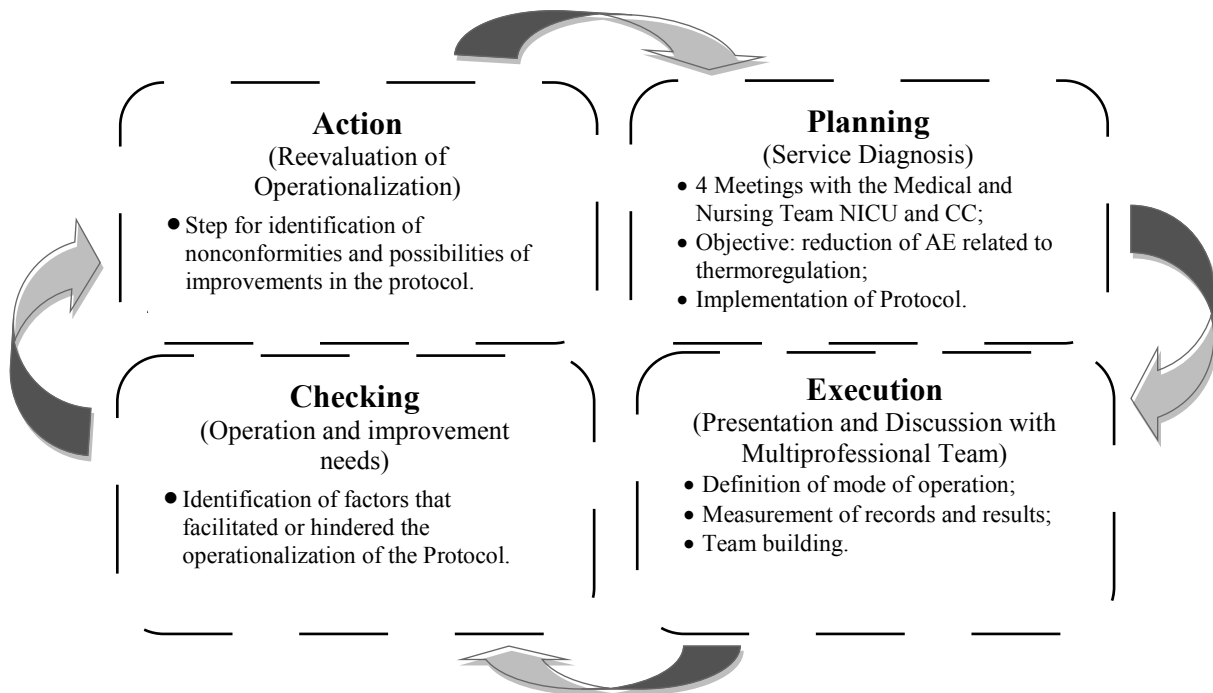 Action
(Reevaluation of
Operationalization)
● Step for identification of
nonconformities and possibilities of
improvements in the protocol.
Planning
(Service Diagnosis)
• 4 Meetings with the Medical and
Nursing Team NICU and CC;
• Objective: reduction of AE related to
thermoregulation;
• Implementation of Protocol.
Checking
(Operation and improvement
needs)
● Identification of factors that
facilitated or hindered the
operationalization of the Protocol.
Execution
(Presentation and Discussion with
Multiprofessional Team)
• Definition of mode of operation;
• Measurement of records and results;
• Team building.